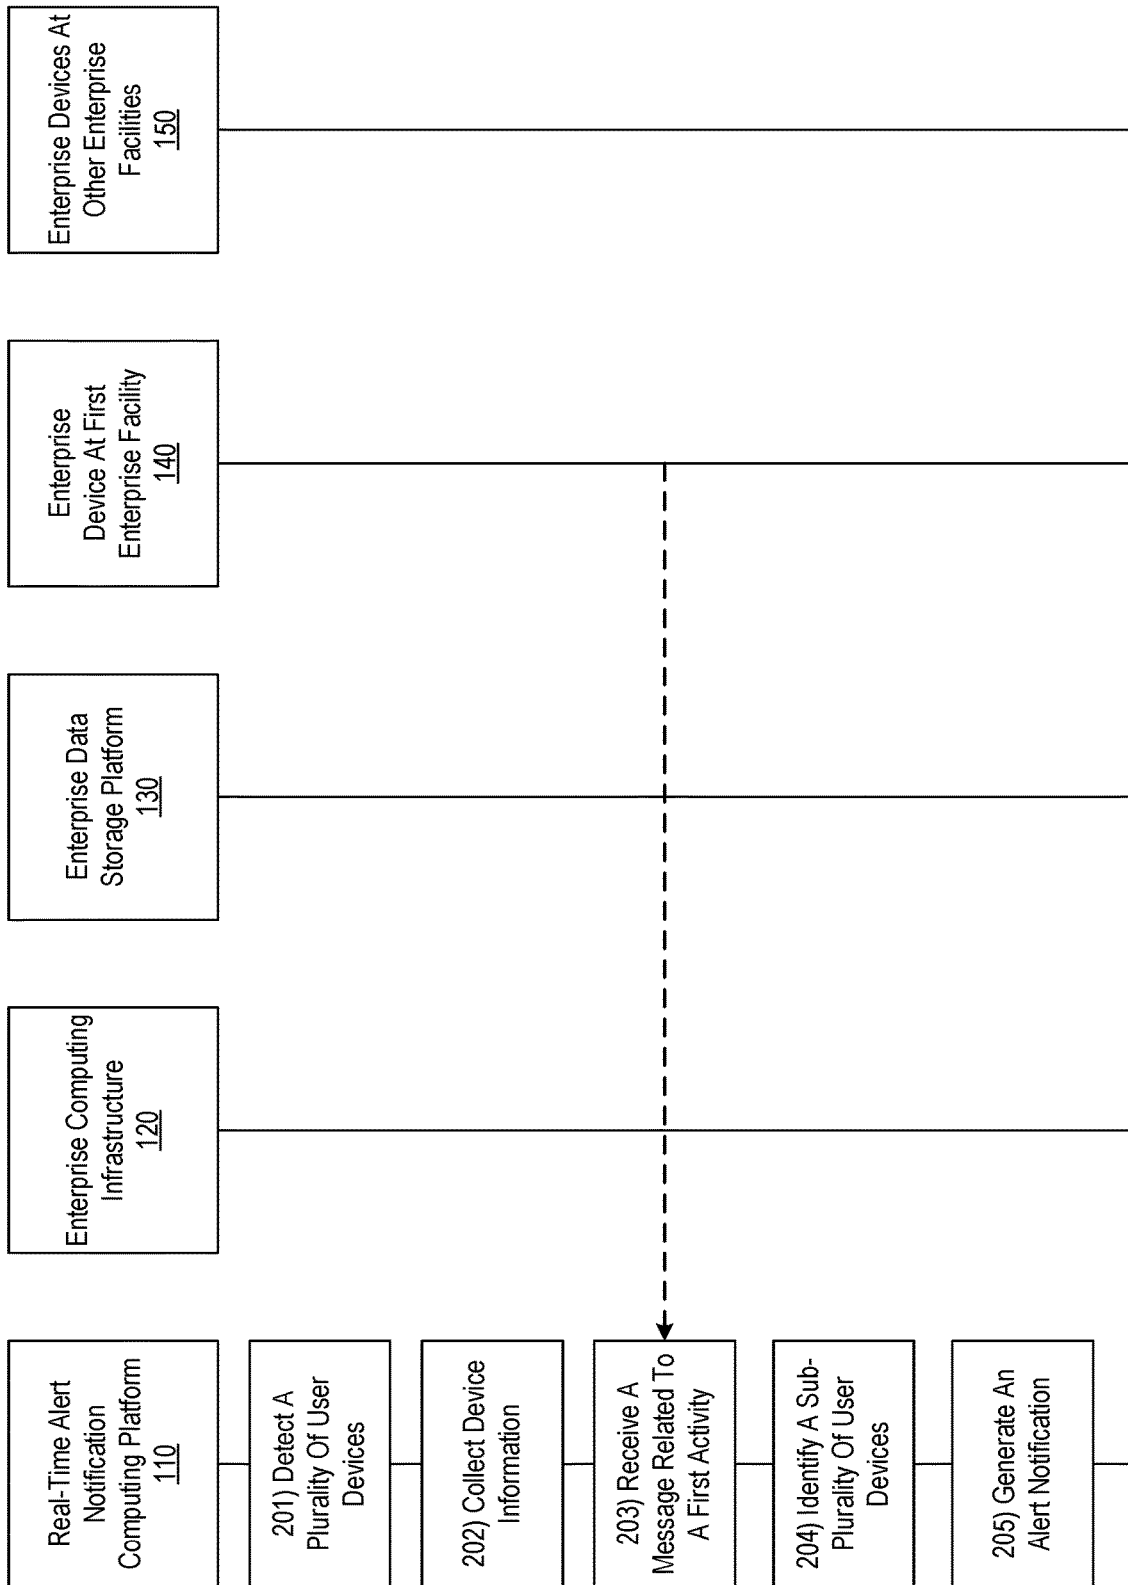 Real-Time Alert
Notification
Computing Platform
110
Enterprise Computing
Infrastructure
120
Enterprise Data
Storage Platform
130
Enterprise
Device At First
Enterprise Facility
140
Enterprise Devices At
Other Enterprise
Facilities
150
201) Detect A
Plurality Of User
Devices
202) Collect Device
Information
203) Receive A
Message Related To
A First Activity
204) Identify A Sub-
Plurality Of User
Devices
205) Generate An
Alert Notification